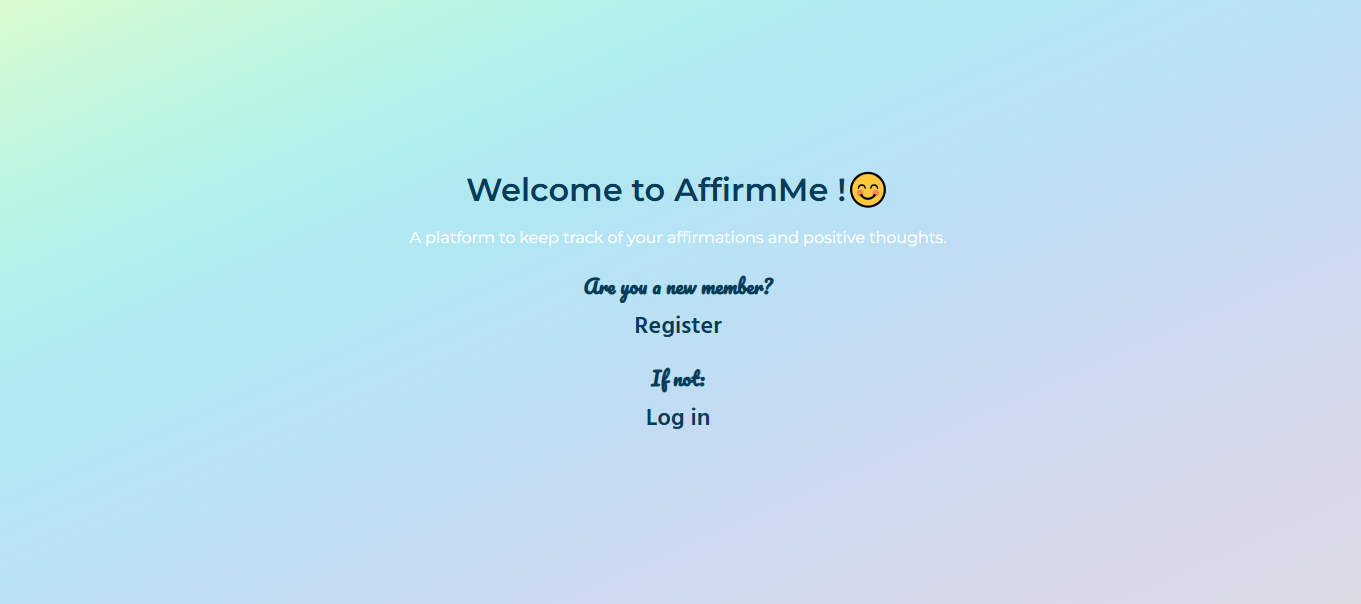 Welcome to AffirmMe !😊
A platform to keep track of your affirmations and positive thoughts.
Are you a new member?
Register
If not:
Log in